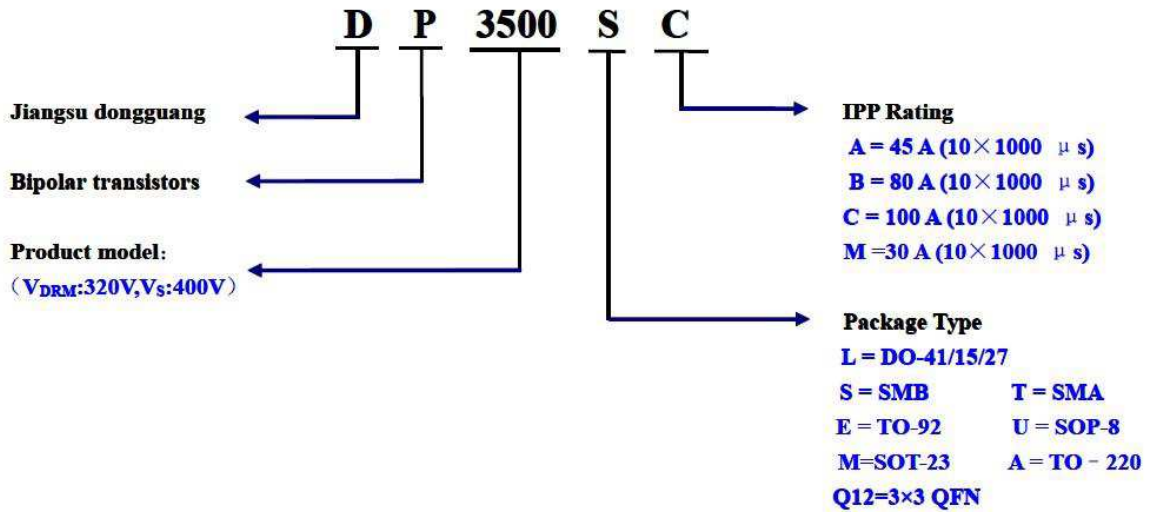 D P 3500 S C
Jiangsu dongguang
Bipolar transistors
Product model：
（VDRM:320V,VS:400V）
IPP Rating
A = 45 A (10×1000 μ s)
B = 80 A (10×1000 μ s)
C = 100 A (10×1000 μ s)
M =30 A (10×1000 μ s)
Package Type
L = DO-41/15/27
S = SMB T = SMA
E = TO-92 U = SOP-8
M=SOT-23 A = TO - 220
Q12=3×3 QFN